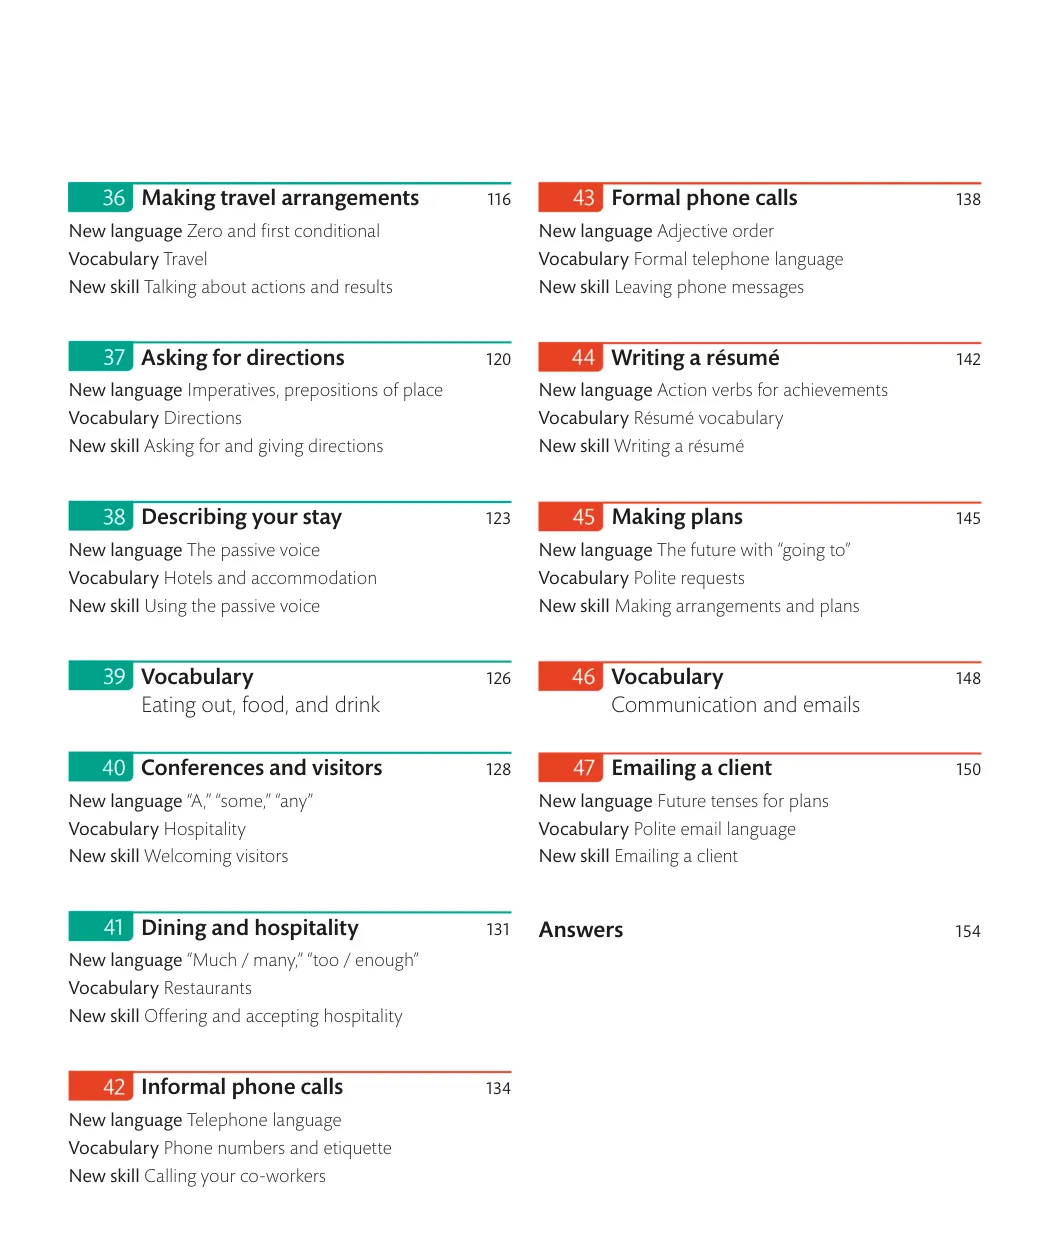 36 Making travel arrangements 116
New language Zero and first conditional
Vocabulary Travel
New skill Talking about actions and results
37 Asking for directions 120
New language Imperatives, prepositions of place
Vocabulary Directions
New skill Asking for and giving directions
38 Describing your stay 123
New language The passive voice
Vocabulary Hotels and accommodation
New skill Using the passive voice
39 Vocabulary 126
Eating out, food, and drink
40 Conferences and visitors 128
New language “A,” “some,” “any”
Vocabulary Hospitality
New skill Welcoming visitors
41 Dining and hospitality 131
New language “Much / many,” “too / enough”
Vocabulary Restaurants
New skill Offering and accepting hospitality
42 Informal phone calls 134
New language Telephone language
Vocabulary Phone numbers and etiquette
New skill Calling your co-workers
43 Formal phone calls 138
New language Adjective order
Vocabulary Formal telephone language
New skill Leaving phone messages
44 Writing a résumé 142
New language Action verbs for achievements
Vocabulary Résumé vocabulary
New skill Writing a résumé
45 Making plans 145
New language The future with “going to”
Vocabulary Polite requests
New skill Making arrangements and plans
46 Vocabulary 148
Communication and emails
47 Emailing a client 150
New language Future tenses for plans
Vocabulary Polite email language
New skill Emailing a client
Answers 154